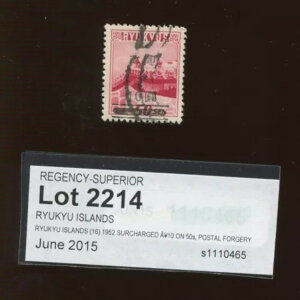 RYUKYUS
REGENCY-SUPERIOR
Lot 2214
RYUKYU ISLANDS
RYUKYU ISLANDS (16) 1952 SURCHARGED Â¥10 ON 50s, POSTAL FORGERY
June 2015 s1110465